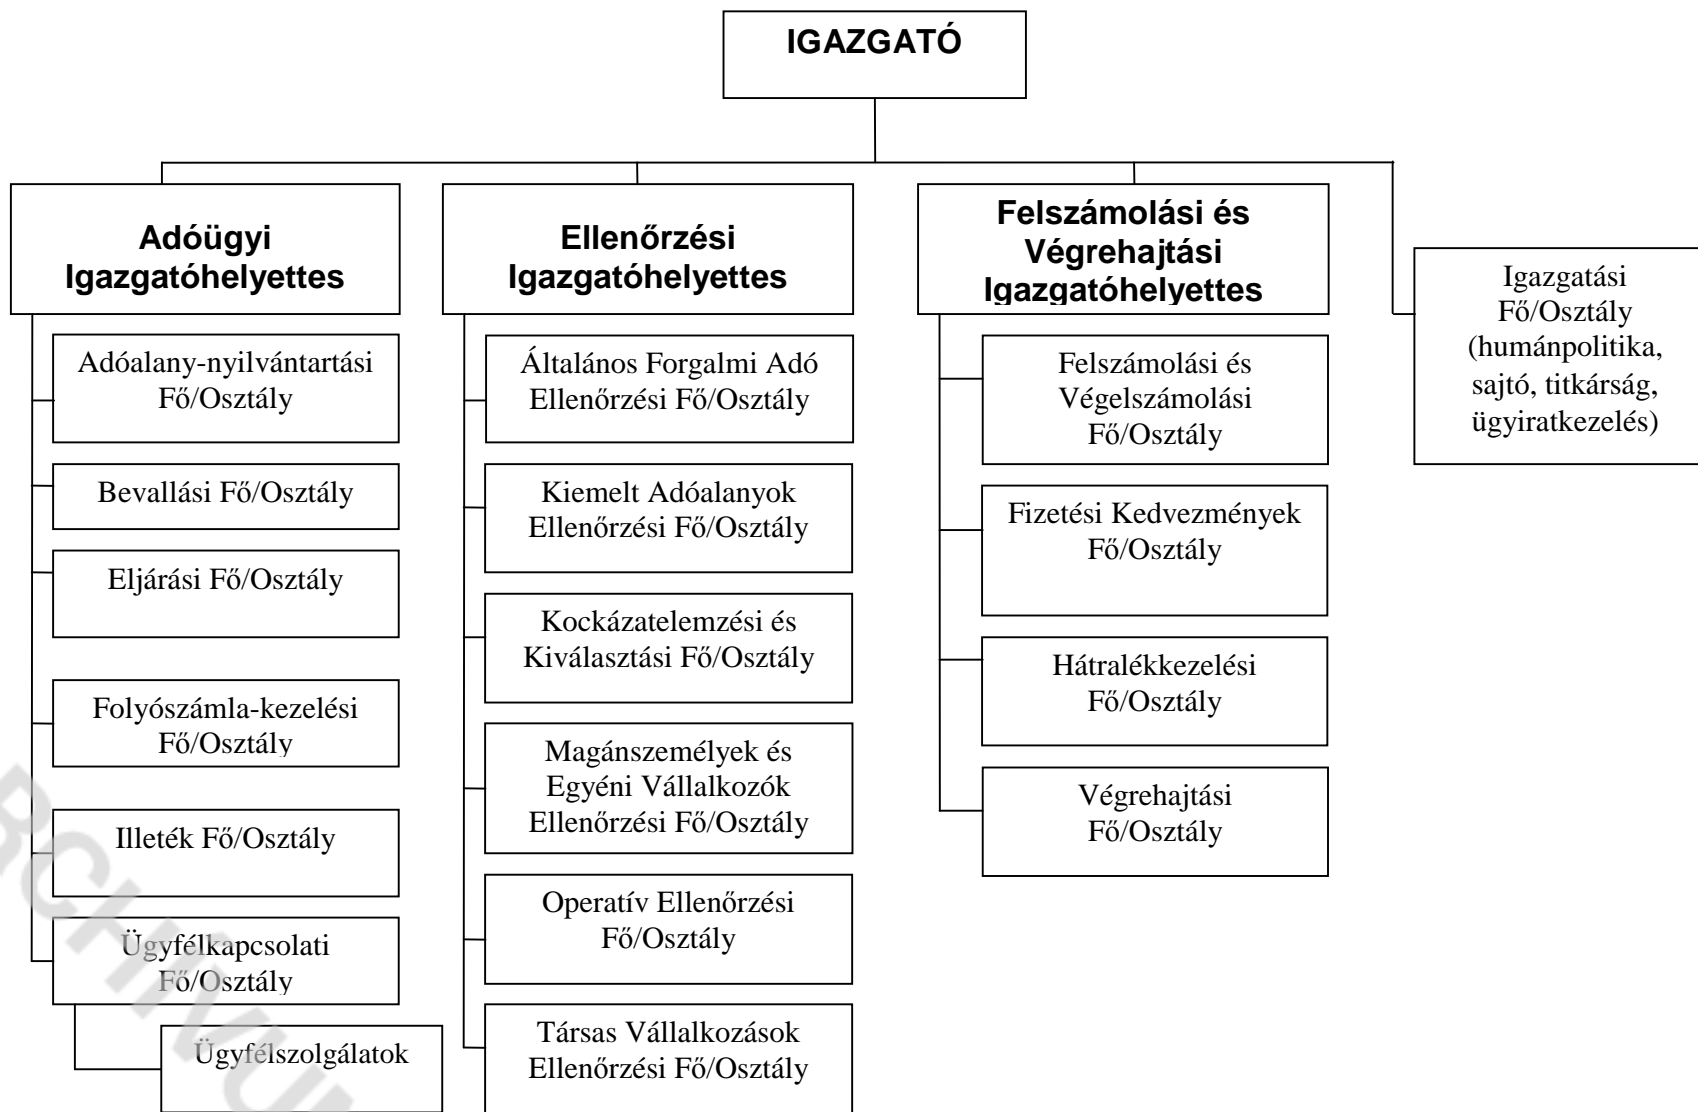 IGAZGATÓ
Adóügyi
Igazgatóhelyettes
Adóalany-nyilvántartási
Fő/Osztály
Bevallási Fő/Osztály
Eljárási Fő/Osztály
Folyószámla-kezelési
Fő/Osztály
Illeték Fő/Osztály
Ügyfélkapcsolati
Fő/Osztály
Ügyfélszolgálatok
Ellenőrzési
Igazgatóhelyettes
Általános Forgalmi Adó
Ellenőrzési Fő/Osztály
Kiemelt Adóalanyok
Ellenőrzési Fő/Osztály
Kockázatelemzési és
Kiválasztási Fő/Osztály
Magánszemélyek és
Egyéni Vállalkozók
Ellenőrzési Fő/Osztály
Operatív Ellenőrzési
Fő/Osztály
Társas Vállalkozások
Ellenőrzési Fő/Osztály
Felszámolási és
Végrehajtási
Igazgatóhelyettes
Felszámolási és
Végelszámolási
Fő/Osztály
Fizetési Kedvezmények
Fő/Osztály
Hátralékkezelési
Fő/Osztály
Végrehajtási
Fő/Osztály
Igazgatási
Fő/Osztály
(humánpolitika,
sajtó, titkárság,
ügyiratkezelés)